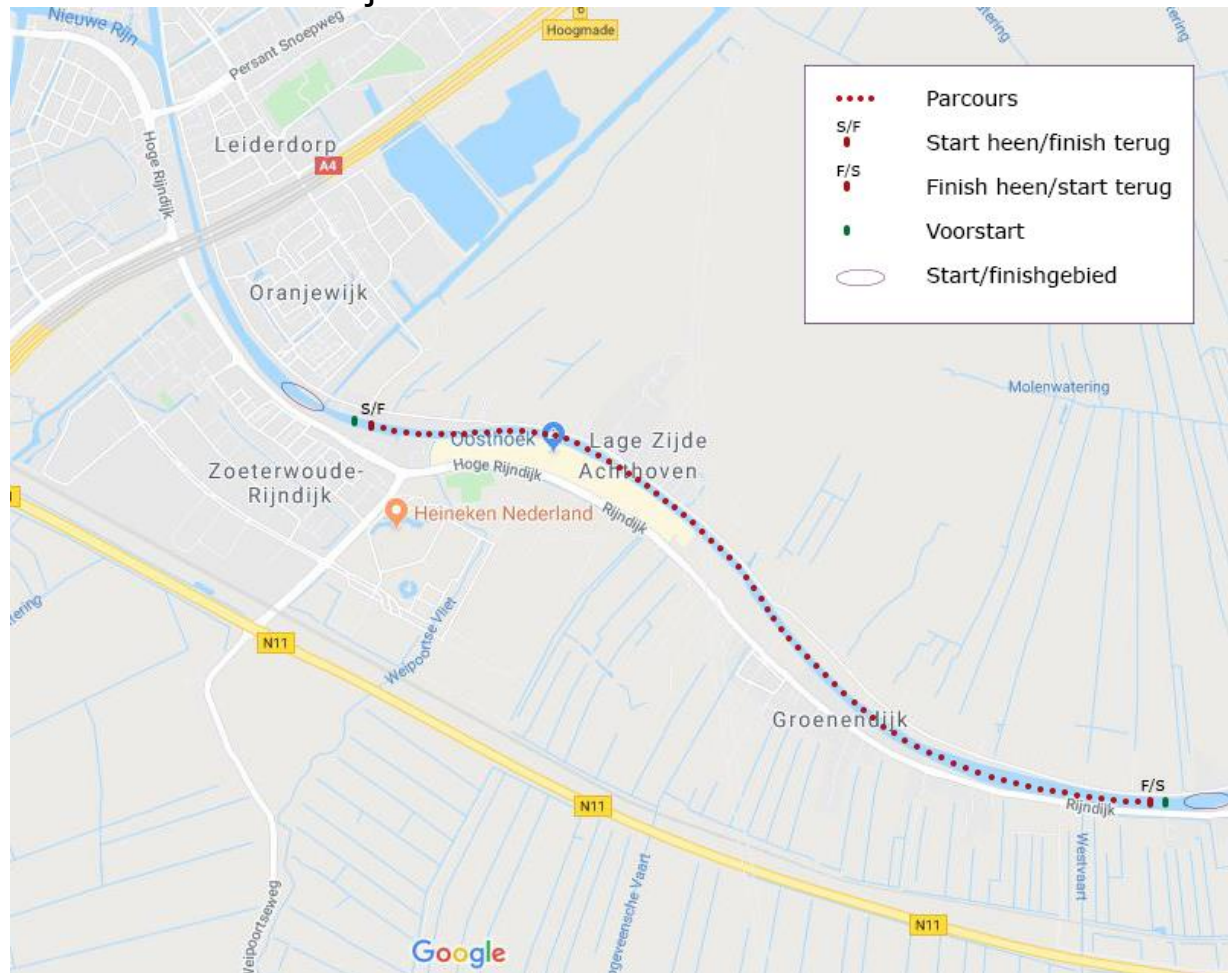 Nieuwe Rijn
Persant Snoepweg
Hoogmade
Leiderdorp
A4
Hoge Rijndijk
Oranjewijk
Parcours
S/F
Start heen/finish terug
F/S
Finish heen/start terug
Voorstart
Start/finishgebied
Molenwatering
S/F
Oosthoek
Lage Zijde
Achthoven
Hoge Rijndijk
Zoeterwoude-
Rijndijk
Heineken Nederland
Rijndijk
N11
Weipoortse Vliet
Groenendijk
F/S
Rijndijk
N11
Westvaart
N11
Weipoortseweg
Google